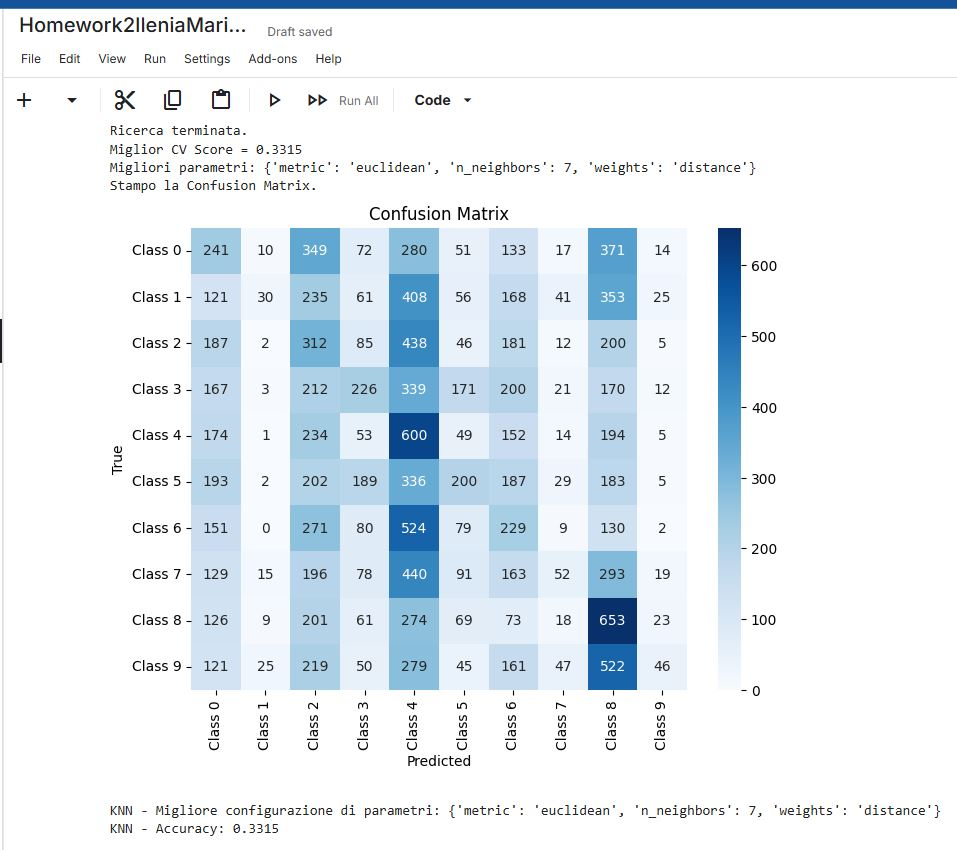 Homework2IleniaMari... Draft saved
File Edit View Run Settings Add-ons Help
Run All Code
Ricerca terminata.
Miglior CV Score = 0.3315
Migliori parametri: {'metric': 'euclidean', 'n_neighbors': 7, 'weights': 'distance'}
Stampo la Confusion Matrix.
Confusion Matrix
Class 0 241 10 349 72 280 51 133 17 371 14
Class 1 121 30 235 61 408 56 168 41 353 25
Class 2 187 2 312 85 438 46 181 12 200 5
Class 3 167 3 212 226 339 171 200 21 170 12
Class 4 174 1 234 53 600 49 152 14 194 5
Class 5 193 2 202 189 336 200 187 29 183 5
Class 6 151 0 271 80 524 79 229 9 130 2
Class 7 129 15 196 78 440 91 163 52 293 19
Class 8 126 9 201 61 274 69 73 18 653 23
Class 9 121 25 219 50 279 45 161 47 522 46
True
Class 0 Class 1 Class 2 Class 3 Class 4 Class 5 Class 6 Class 7 Class 8 Class 9
Predicted
600
500
400
300
200
100
0
KNN - Migliore configurazione di parametri: {'metric': 'euclidean', 'n_neighbors': 7, 'weights': 'distance'}
KNN - Accuracy: 0.3315